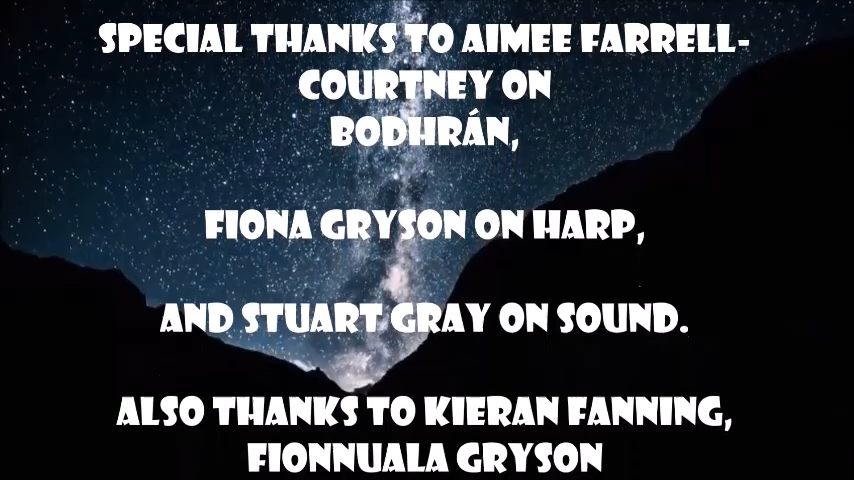 SPECIAL THANKS TO AIMEE FARRELL-
COURTNEY ON
BODHRÁN,
FIONA GRYSON ON HARP,
AND STUART GRAY ON SOUND.
ALSO THANKS TO KIERAN FANNING,
FIONNUALA GRYSON